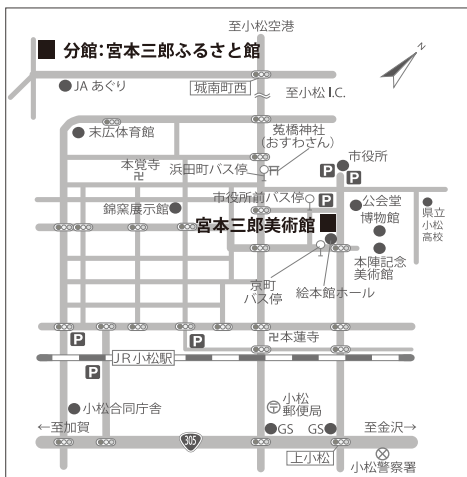 至小松空港
■ 分館:宮本三郎ふるさと館
N
JAあぐり
城南町西
至小松I.C.
末広体育館
菟橋神社
(おすわさん)
本覚寺
卍
浜田町バス停
市役所
P P
錦窯展示館
市役所前バス停
公会堂
県立
小松
高校
P
博物館
宮本三郎美術館 ■
本陣記念
美術館
京町
バス停
絵本館ホール
P
P
卍本蓮寺
JR小松駅
P
小松合同庁舎
小松
郵便局
←至加賀
GS GS
至金沢→
305
上小松
小松警察署